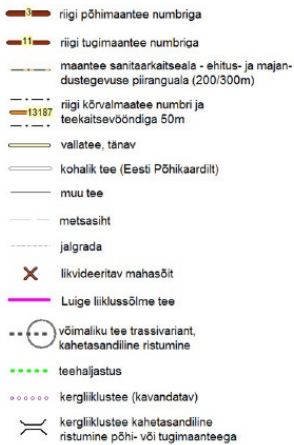 3 riigi põhimaantee numbriga
11 riigi tugimaantee numbriga
maantee sanitaarkaitseala - ehitus- ja majan-
dustegevuse piiranguala (200/300m)
13187 riigi kõrvalmaatee numbri ja
teekaitsevööndiga 50m
vallatee, tänav
kohalik tee (Eesti Põhikaardilt)
muu tee
metsasiht
jalgrada
likvideeritav mahasõit
Luige liiklussõlme tee
võimaliku tee trassivariant,
kahetasandiline ristumine
teehaljastus
kergliiklustee (kavandatav)
kergliiklustee kahetasandiline
ristumine põhi- või tugimaanteega